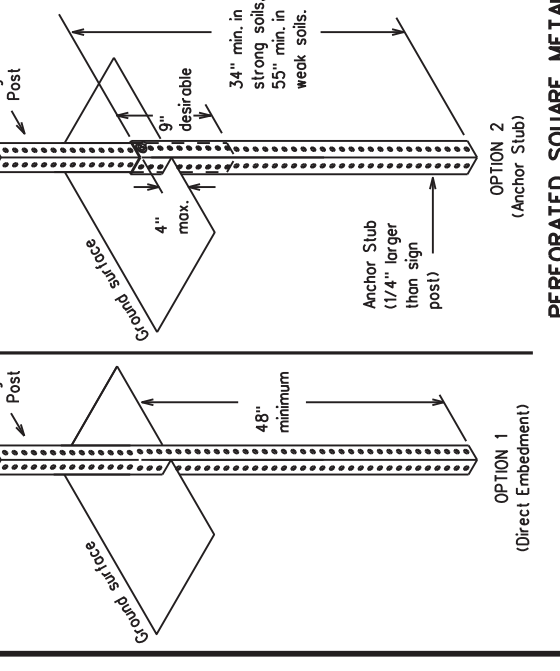 Post
Ground surface
4"
max.
9"
desirable
34" min. in
strong soils.
55" min. in
weak soils.
Anchor Stub
(1/4" larger
than sign
post)
OPTION 2
(Anchor Stub)
Post
Ground surface
48"
minimum
OPTION 1
(Direct Embedment)
PERFORATED SQUARE METAL